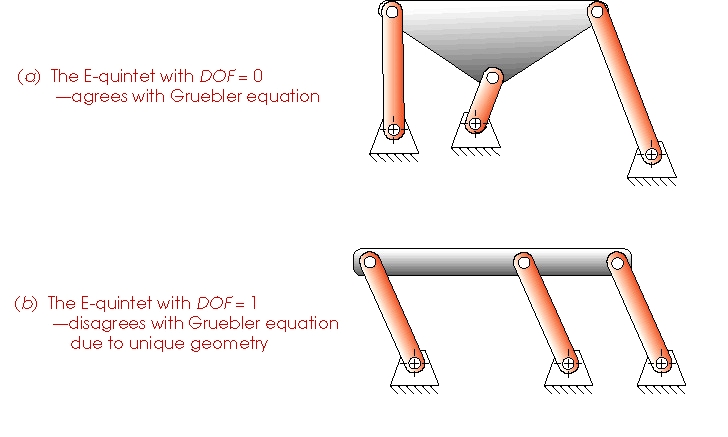 (a) The E-quintet with DOF = 0
—agrees with Gruebler equation
(b) The E-quintet with DOF = 1
—disagrees with Gruebler equation
due to unique geometry